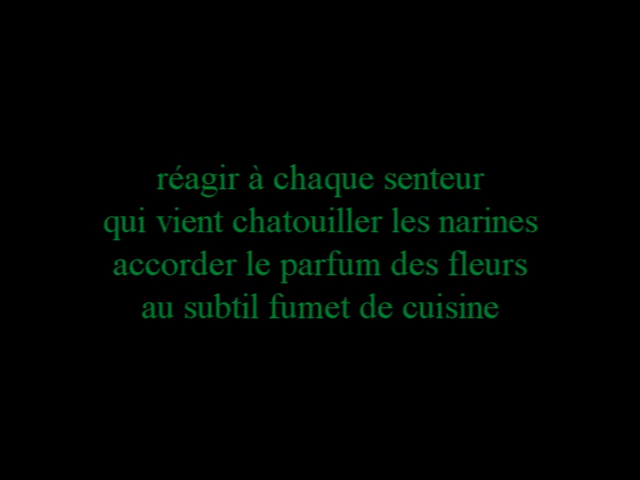 réagir à chaque senteur
qui vient chatouiller les narines
accorder le parfum des fleurs
au subtil fumet de cuisine